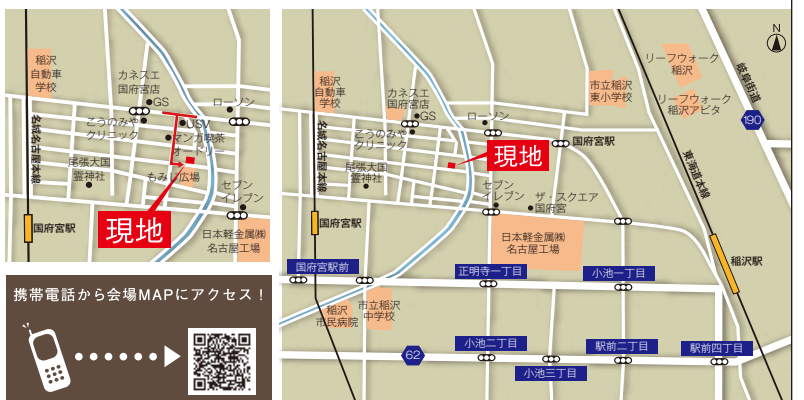 稲沢
自動車
学校
カネスエ
国府宮店
GS
ローソン
こうのみや
クリニック
USV
マンガ喫茶
オートリ
尾張大国
霊神社
もみじ広場
セブン
イレブン
名城名古屋本線
国府宮駅
現地
日本軽金属㈱
名古屋工場
携帯電話から会場MAPにアクセス！
稲沢
自動車
学校
カネスエ
国府宮店
GS
ローソン
こうのみや
クリニック
尾張大国
霊神社
名城名古屋本線
国府宮駅
現地
国府宮
セブン
イレブン
ザ・スクエア
国府宮
日本軽金属㈱
名古屋工場
市立稲沢
東小学校
リーフウォーク
稲沢
リーフウォーク
稲沢アピタ
岐阜街道
190
N
東海道本線
稲沢駅
国府宮駅前
正明寺一丁目
小池一丁目
稲沢
市民病院
市立稲沢
中学校
62
小池二丁目
小池三丁目
駅前二丁目
駅前四丁目